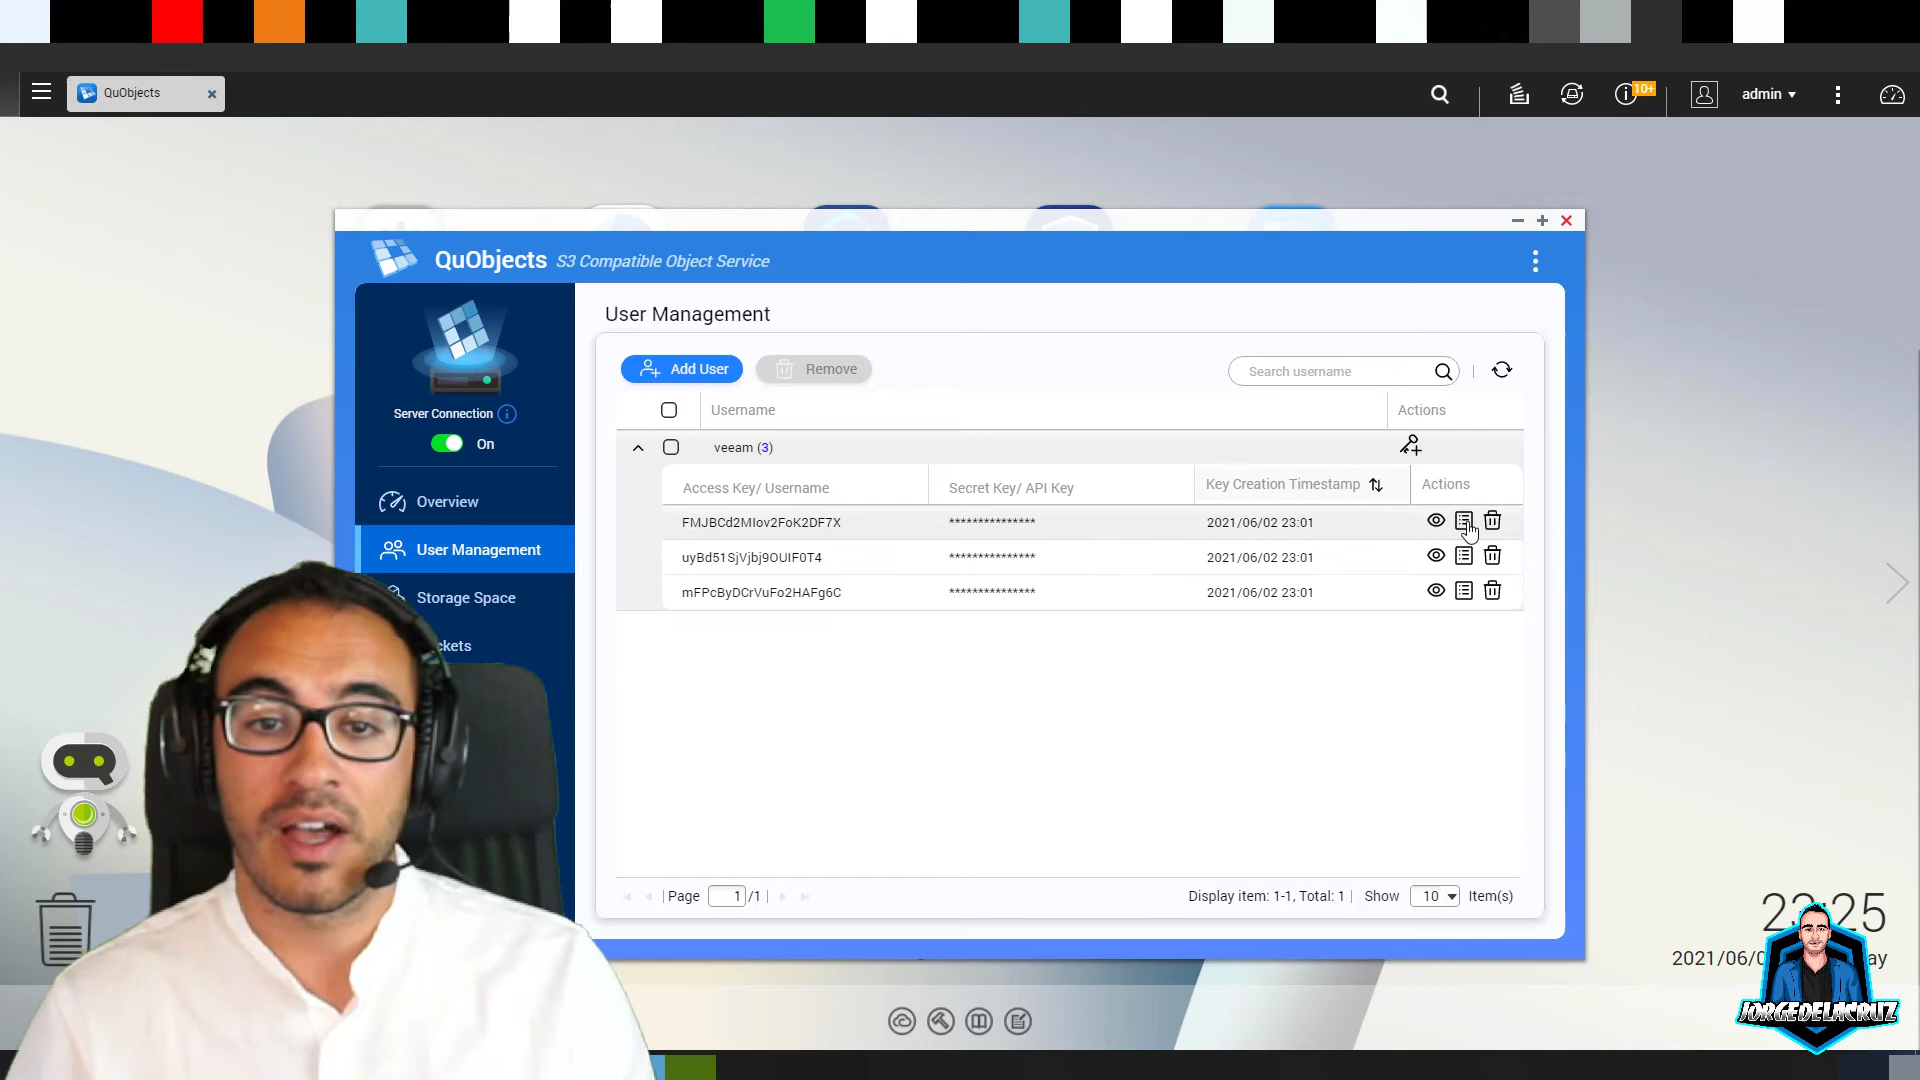 QuObjects
10+
admin
QuObjects S3 Compatible Object Service
User Management
Server Connection
On
Add User
Remove
Search username
Username
Actions
veeam (3)
Access Key/ Username
Secret Key/ API Key
Key Creation Timestamp
Actions
FMJBCd2MIov2FoK2DF7X
***************
2021/06/02 23:01
uyBd51SjVjbj9OUIF0T4
***************
2021/06/02 23:01
mFPcByDCrVuFo2HAFg6C
***************
2021/06/02 23:01
Overview
User Management
Storage Space
Page 1 /1
Display item: 1-1, Total: 1
Show 10 Item(s)
JORGEDELACRUZ